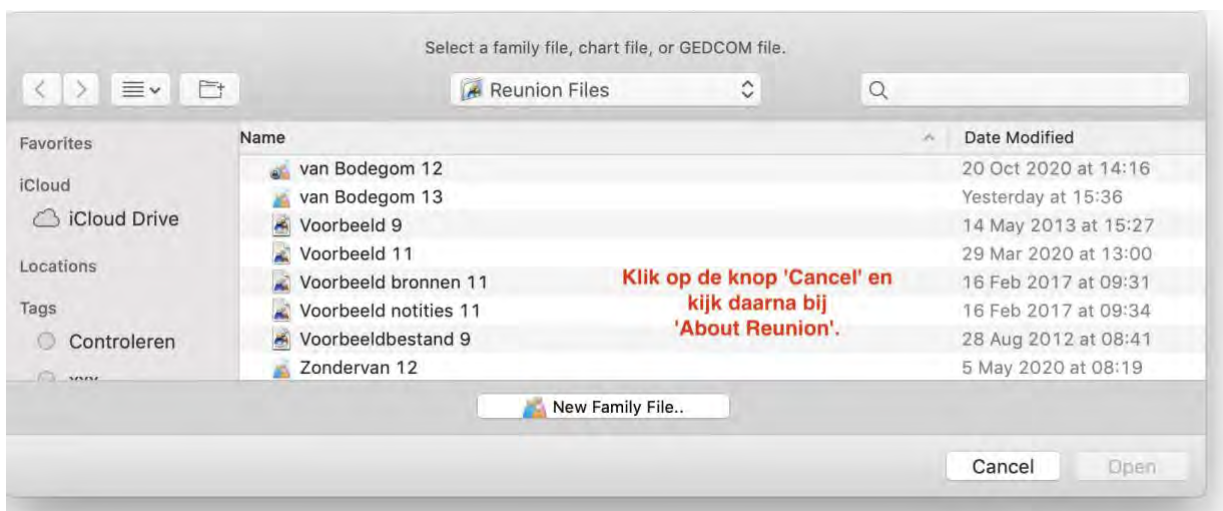 Select a family file, chart file, or GEDCOM file.
Reunion Files
Favorites
iCloud
iCloud Drive
Locations
Tags
Controleren
Name Date Modified
van Bodegom 12 20 Oct 2020 at 14:16
van Bodegom 13 Yesterday at 15:36
Voorbeeld 9 14 May 2013 at 15:27
Voorbeeld 11 29 Mar 2020 at 13:00
Voorbeeld bronnen 11 16 Feb 2017 at 09:31
Voorbeeld notities 11 16 Feb 2017 at 09:34
Voorbeeldbestand 9 28 Aug 2012 at 08:41
Zondervan 12 5 May 2020 at 08:19
Klik op de knop 'Cancel' en
kijk daarna bij
'About Reunion'.
New Family File..
Cancel Open